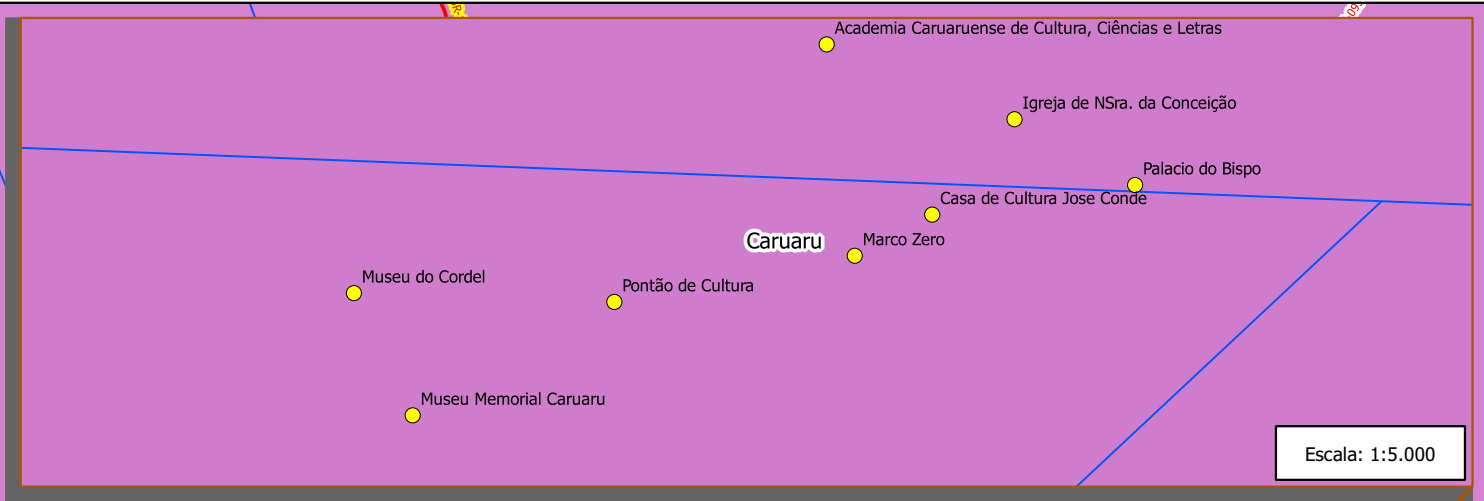 Academia Caruaruense de Cultura, Ciências e Letras
Igreja de NSra. da Conceição
Palacio do Bispo
Casa de Cultura Jose Conde
Caruaru
Marco Zero
Museu do Cordel
Pontão de Cultura
Museu Memorial Caruaru
Escala: 1:5.000